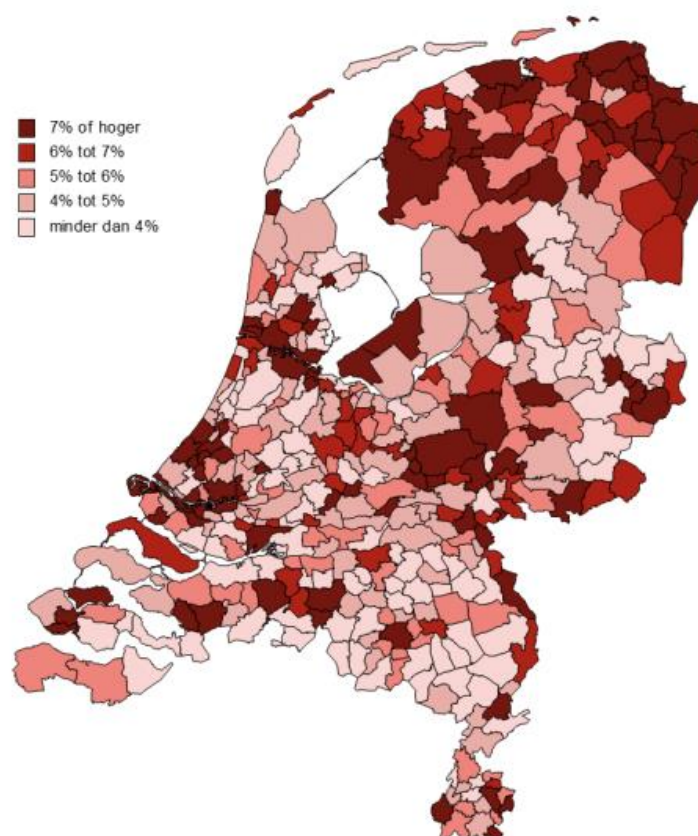 7% of hoger
6% tot 7%
5% tot 6%
4% tot 5%
minder dan 4%